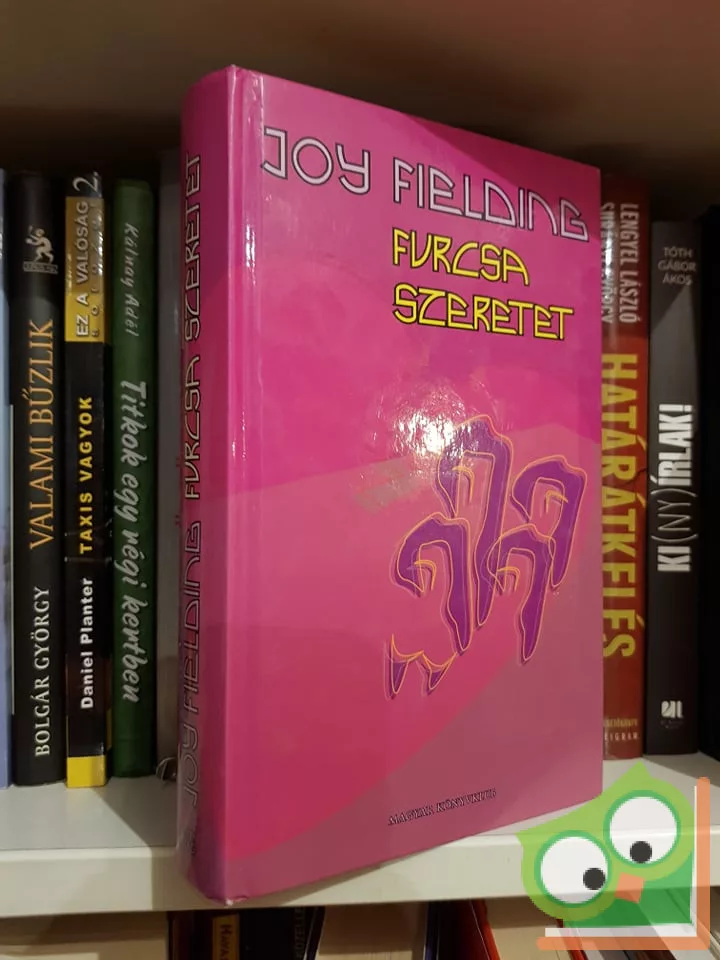 JOY FIELDING
FURCSA
SZERETET
MAGYAR KÖNYVKLUB
JOY FIELDING FURCSA SZERETET
BOLGÁR GYÖRGY VALAMI BŰZLIK
Daniel Planter TAXIS VAGYOK
EZ A VALÓSÁG 2
Kálnay Adél Titkok egy régi kertben
LENGYEL LÁSZLÓ
HATÁRÁTKELÉS
TÓTH
GÁBOR
ÁKOS
KI(NY)ÍRLAK!